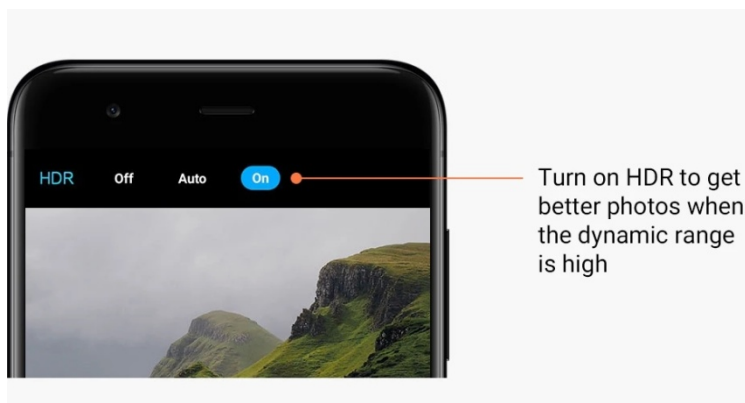 HDR Off Auto On
Turn on HDR to get
better photos when
the dynamic range
is high